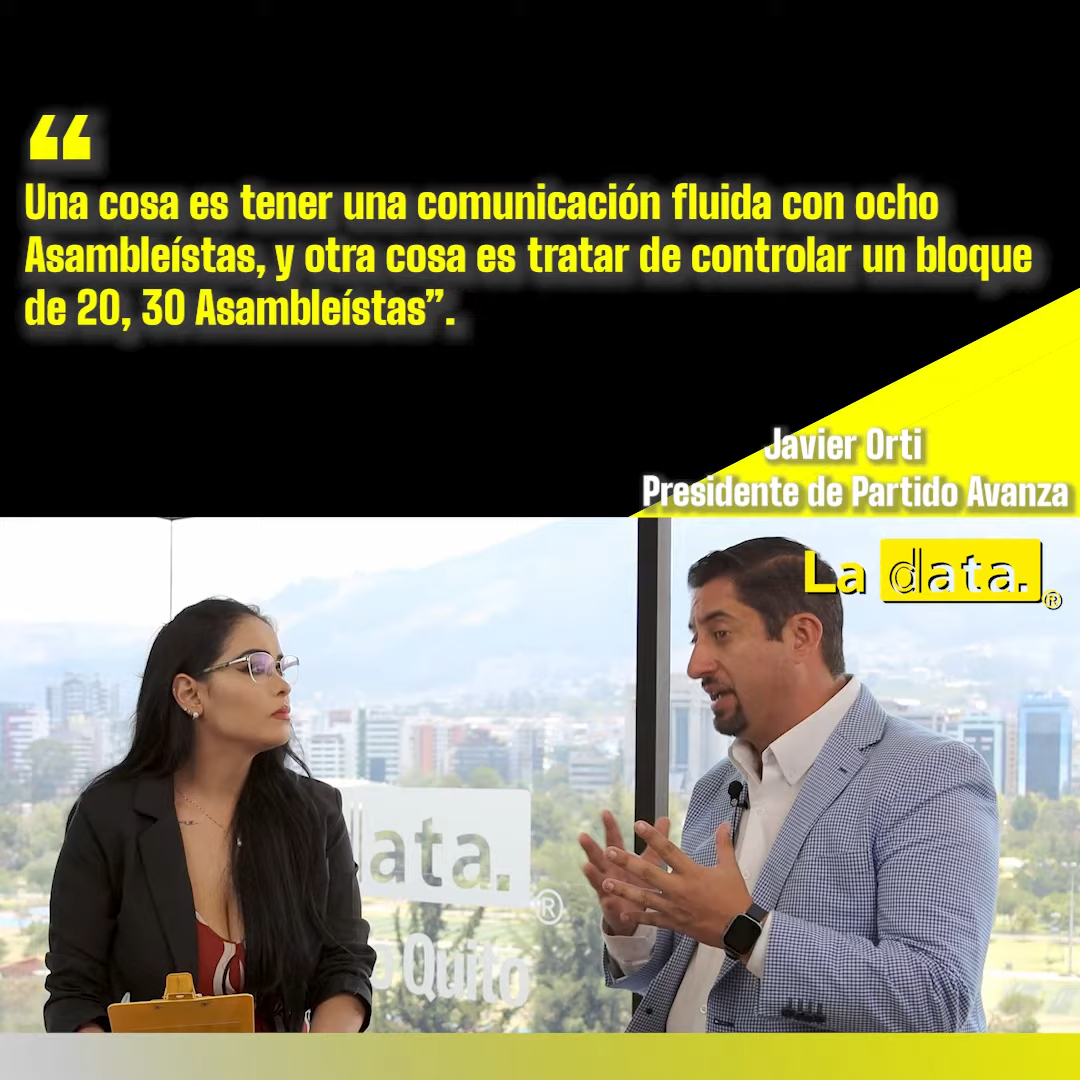 “
Una cosa es tener una comunicación fluida con ocho
Asambleístas, y otra cosa es tratar de controlar un bloque
de 20, 30 Asambleístas”.
Javier Orti
Presidente de Partido Avanza
La data.®
data.®
Quito